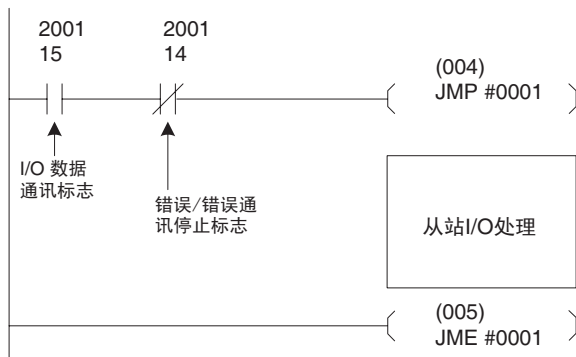 2001
15
2001
14
(004)
JMP #0001
I/O 数据
通讯标志
错误/错误通
讯停止标志
从站I/O处理
(005)
JME #0001